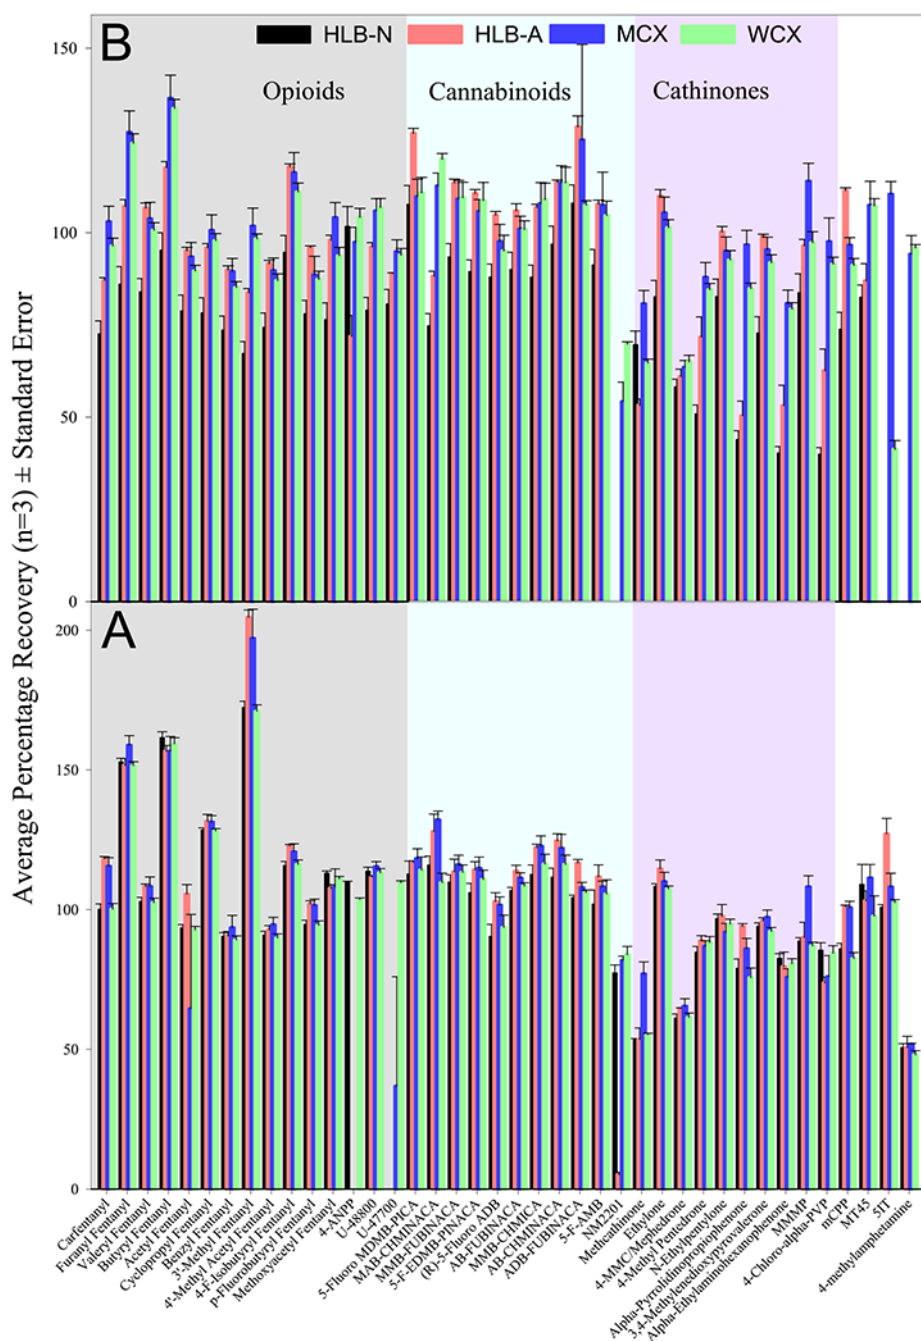 B
HLB-N HLB-A MCX WCX
Opioids Cannabinoids Cathinones
150
100
50
0
A
200
150
100
50
0
Average Percentage Recovery (n=3) ± Standard Error
Carfentanyl
Furanyl Fentanyl
Valeryl Fentanyl
Butyryl Fentanyl
Acetyl Fentanyl
Cyclopropyl Fentanyl
Benzyl Fentanyl
3'-Methyl Fentanyl
4'-Methyl Acetyl Fentanyl
4-F-Isobutyryl Fentanyl
p-Fluorobutyryl Fentanyl
Methoxyacetyl Fentanyl
4-ANPP
U-48800
U-47700
5-Fluoro MDMB-PICA
MAB-CHMINACA
MMB-FUBINACA
5-F-EDMB-PINACA
(R)-5-Fluoro ADB
AB-FUBINACA
MMB-CHMICA
AB-CHMINACA
ADB-FUBINACA
5-F-AMB
NM2201
Methcathinone
Ethylone
4-MMC/Mephedrone
4-Methyl Pentedrone
N-Ethylpentylone
Alpha-Pyrrolidinopropiophenone
3,4-Methylenedioxypyrovalerone
Alpha-Ethylaminohexanophenone
MMMP
4-Chloro-alpha-PVP
mCPP
MT45
5IT
4-methylamphetamine